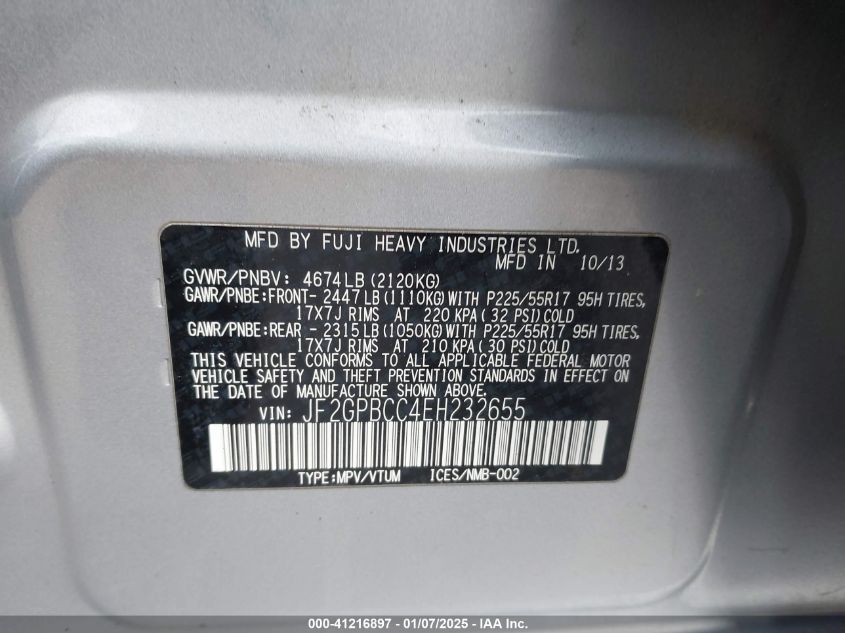 MFD BY FUJI HEAVY INDUSTRIES LTD.
MFD IN 10/13
GVWR/PNBV: 4674LB(2120KG)
GAWR/PNBE:FRONT- 2447LB(1110KG)WITH P225/55R17 95H TIRES,
17X7J RIMS AT 220 KPA(32 PSI)COLD
GAWR/PNBE:REAR - 2315LB(1050KG)WITH P225/55R17 95H TIRES,
17X7J RIMS AT 210 KPA(30 PSI)COLD
THIS VEHICLE CONFORMS TO ALL APPLICABLE FEDERAL MOTOR
VEHICLE SAFETY AND THEFT PREVENTION STANDARDS IN EFFECT ON
THE DATE OF MANUFACTURE SHOWN ABOVE.
VIN: JF2GPBCC4EH232655
TYPE:MPV/VTUM ICES/NMB-002
000-41216897 - 01/07/2025 - IAA Inc.